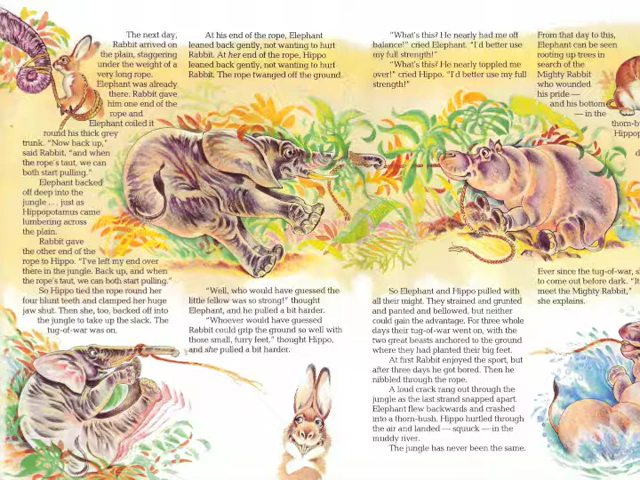 The next day,
Rabbit arrived on
the plain, staggering
under the weight of a
very long rope.
Elephant was already
there. Rabbit gave
him one end of the
rope and
Elephant coiled it
round his thick grey
trunk. "Now back up,"
said Rabbit, "and when
the rope's taut, we can
both start pulling."
Elephant backed
off deep into the
jungle . . . just as
Hippopotamus came
lumbering across
the plain.
Rabbit gave
the other end of the
rope to Hippo. "I've left my end over
there in the jungle. Back up, and when
the rope's taut, we can both start pulling."
So Hippo tied the rope round her
four blunt teeth and clamped her huge
jaw shut. Then she, too, backed off into
the jungle to take up the slack. The
tug-of-war was on.
At his end of the rope, Elephant
leaned back gently, not wanting to hurt
Rabbit. At her end of the rope, Hippo
leaned back gently, not wanting to hurt
Rabbit. The rope twanged off the ground.
"Well, who would have guessed the
little fellow was so strong!" thought
Elephant, and he pulled a bit harder.
"Whoever would have guessed
Rabbit could grip the ground so well with
those small, furry feet," thought Hippo,
and she pulled a bit harder.
"What's this? He nearly had me off
balance!" cried Elephant. "I'd better use
my full strength!"
"What's this? He nearly toppled me
over!" cried Hippo. "I'd better use my full
strength!"
So Elephant and Hippo pulled with
all their might. They strained and grunted
and panted and bellowed, but neither
could gain the advantage. For three whole
days their tug-of-war went on, with the
two great beasts anchored to the ground
where they had planted their big feet.
At first Rabbit enjoyed the sport, but
after three days he got bored. Then he
nibbled through the rope.
A loud crack rang out through the
jungle as the last strand snapped apart.
Elephant flew backwards and crashed
into a thorn-bush. Hippo hurtled through
the air and landed — squuck — in the
muddy river.
The jungle has never been the same.
From that day to this,
Elephant can be seen
rooting up trees in
search of the
Mighty Rabbit
who wounded
his pride —
and his bottom
— in the
thorn-b
Hippo
Ever since the tug-of-war, s
to come out before dark. "It
meet the Mighty Rabbit,"
she explains.